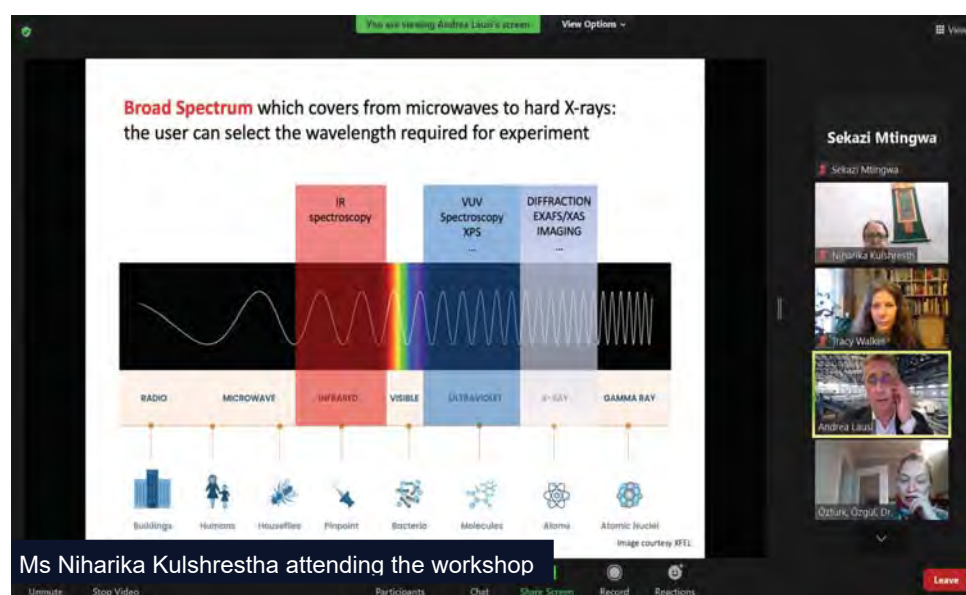 You are viewing Andrea Lausi's screen
View Options
View
Broad Spectrum which covers from microwaves to hard X-rays:
the user can select the wavelength required for experiment
IR
spectroscopy
VUV
Spectroscopy
XPS
...
DIFFRACTION
EXAFS/XAS
IMAGING
...
RADIO
MICROWAVE
INFRARED
VISIBLE
ULTRAVIOLET
X-RAY
GAMMA RAY
Buildings
Humans
Houseflies
Pinpoint
Bacteria
Molecules
Atoms
Atomic Nuclei
Image courtesy XFEL
Sekazi Mtingwa
Sekazi Mtingwa
Niharika Kulshresth
Tracy Walker
Andrea Lausi
Öztürk, Özgül, Dr.
Ms Niharika Kulshrestha attending the workshop
Unmute
Stop Video
Participants
Chat
Share Screen
Record
Reactions
Leave